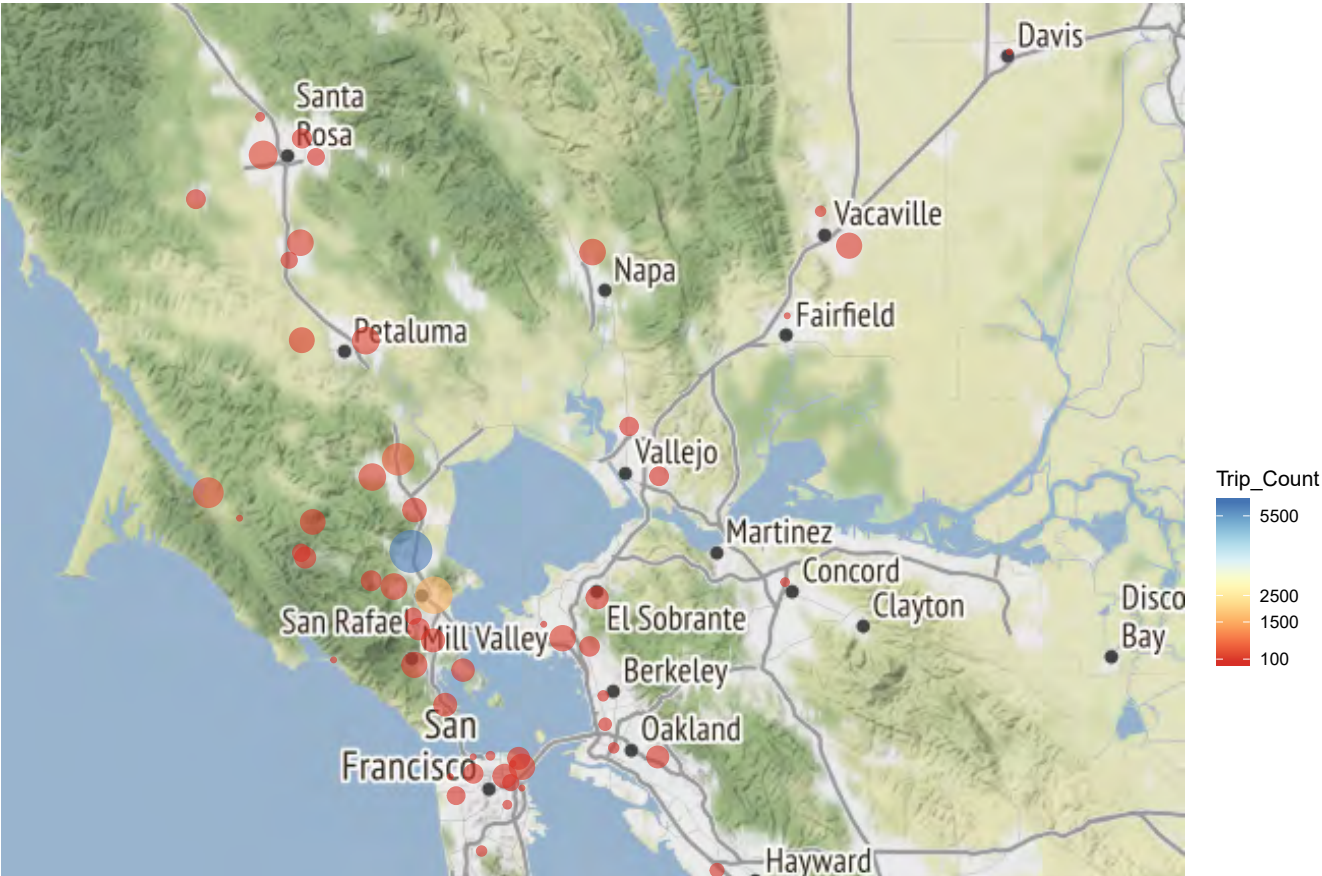 Davis
Santa
Rosa
Vacaville
Napa
Fairfield
Petaluma
Vallejo
Trip_Count
5500
2500
1500
100
Martinez
Concord
Clayton
Disco
Bay
San Rafael
El Sobrante
Mill Valley
Berkeley
San
Francisco
Oakland
Hayward